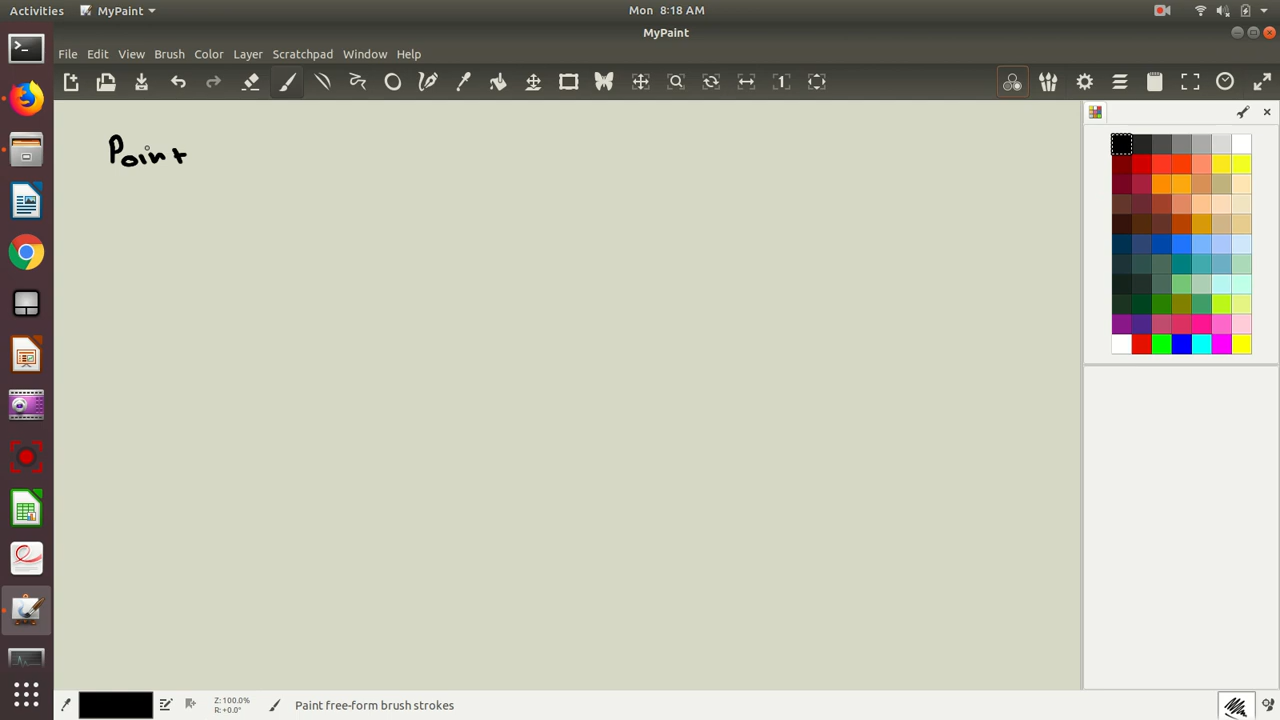 Activities MyPaint Mon 8:18 AM
MyPaint
File Edit View Brush Color Layer Scratchpad Window Help
Point
Z: 100.0%
R: +0.0°
Paint free-form brush strokes